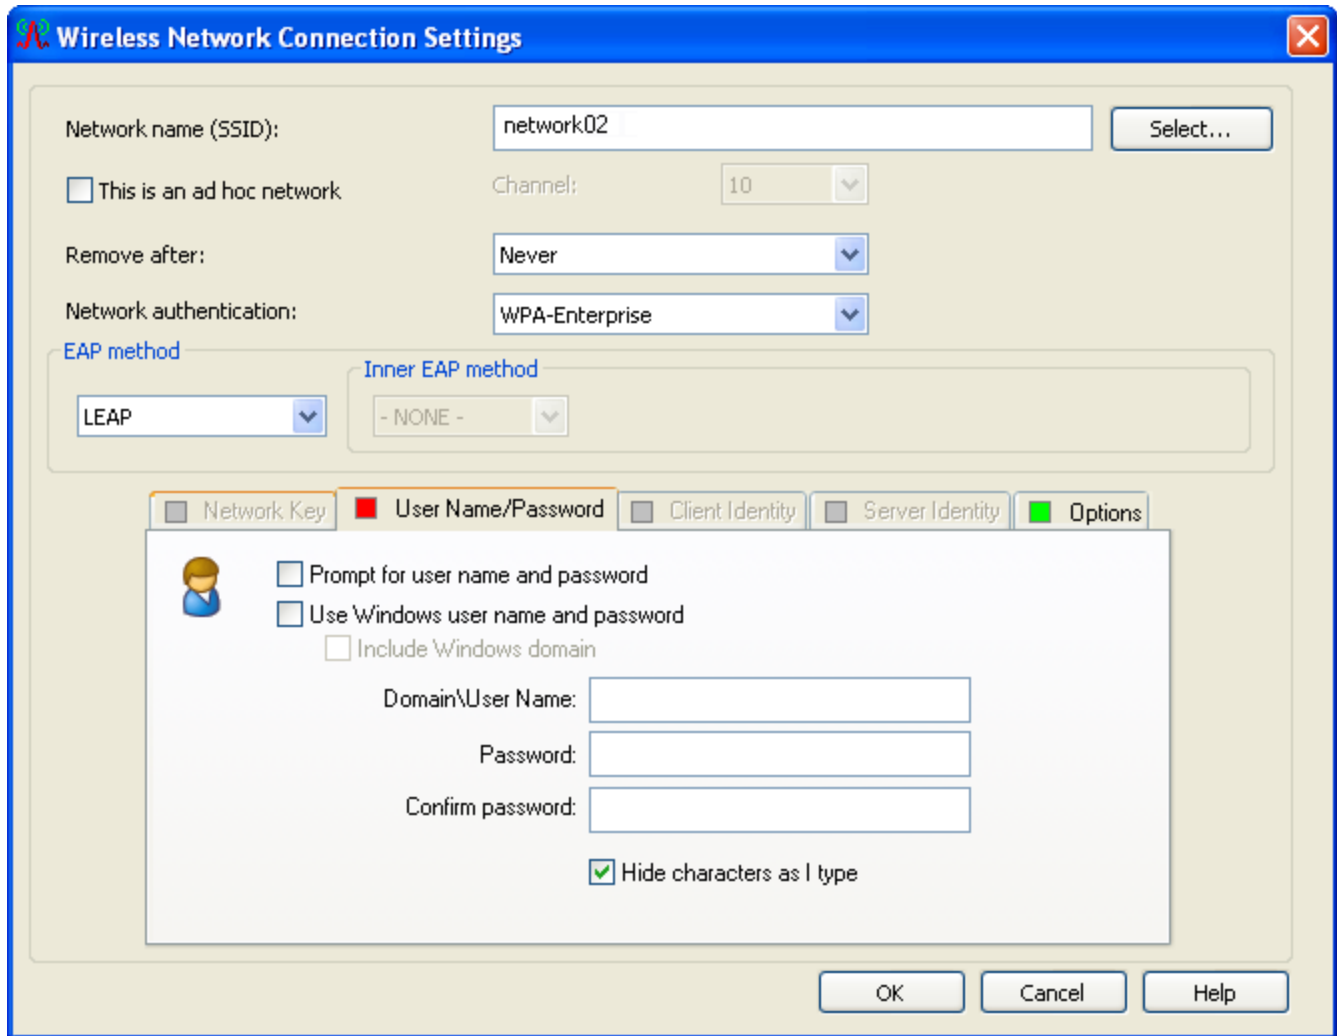 Wireless Network Connection Settings
Network name (SSID): network02 Select...
This is an ad hoc network Channel: 10
Remove after: Never
Network authentication: WPA-Enterprise
EAP method
Inner EAP method
LEAP - NONE -
Network Key User Name/Password Client Identity Server Identity Options
Prompt for user name and password
Use Windows user name and password
Include Windows domain
Domain\User Name:
Password:
Confirm password:
Hide characters as I type
OK Cancel Help